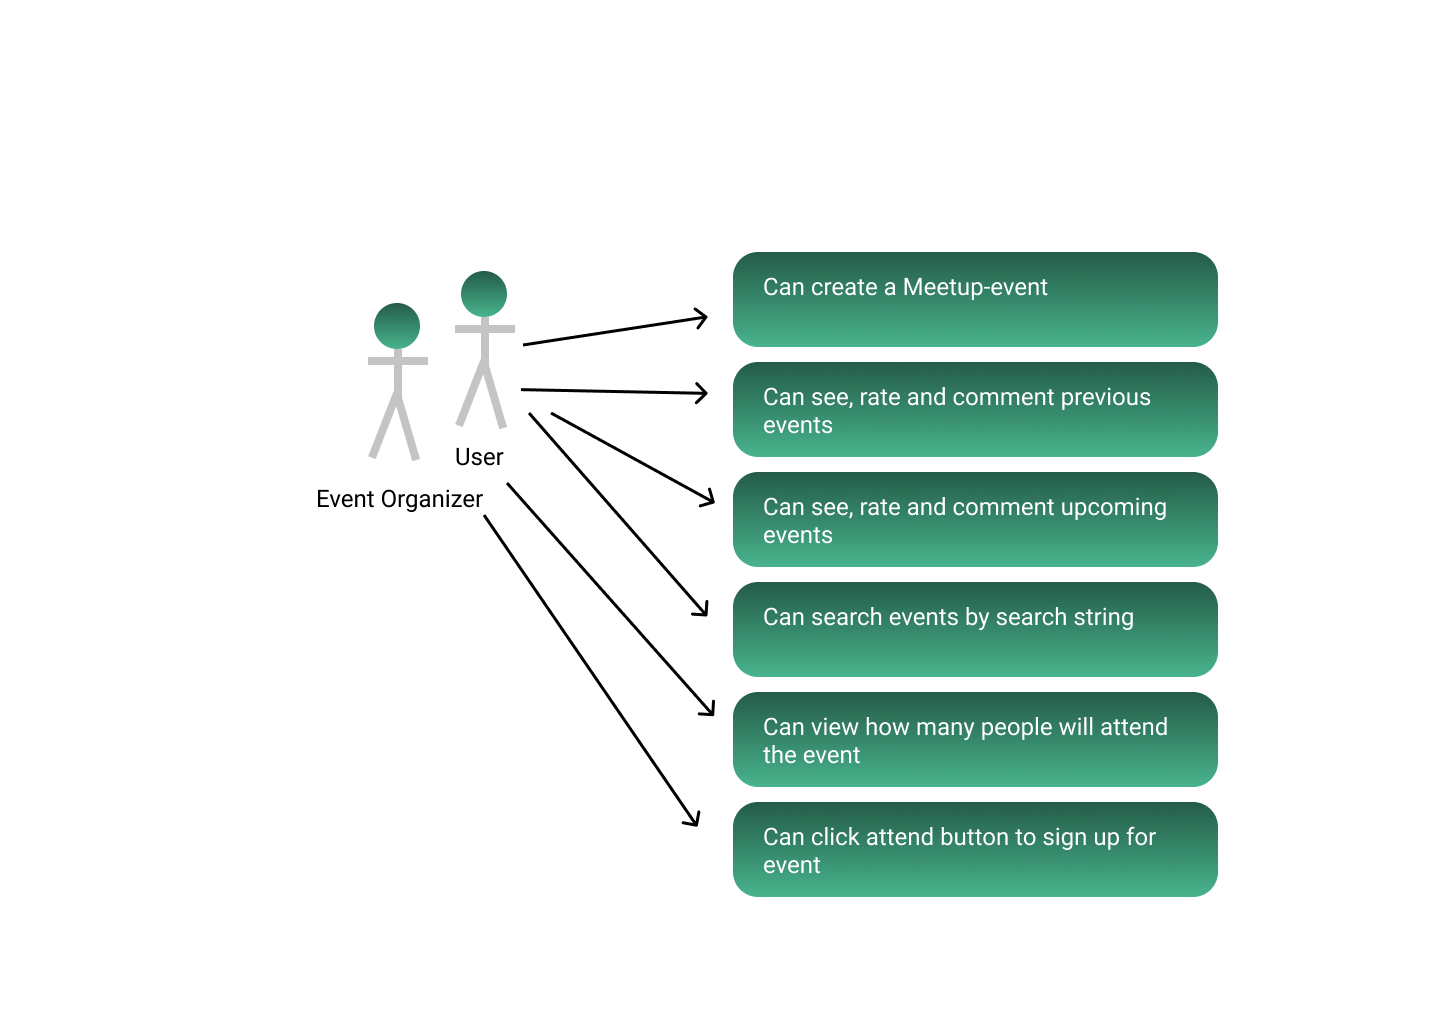 User
Event Organizer
Can create a Meetup-event
Can see, rate and comment previous
events
Can see, rate and comment upcoming
events
Can search events by search string
Can view how many people will attend
the event
Can click attend button to sign up for
event